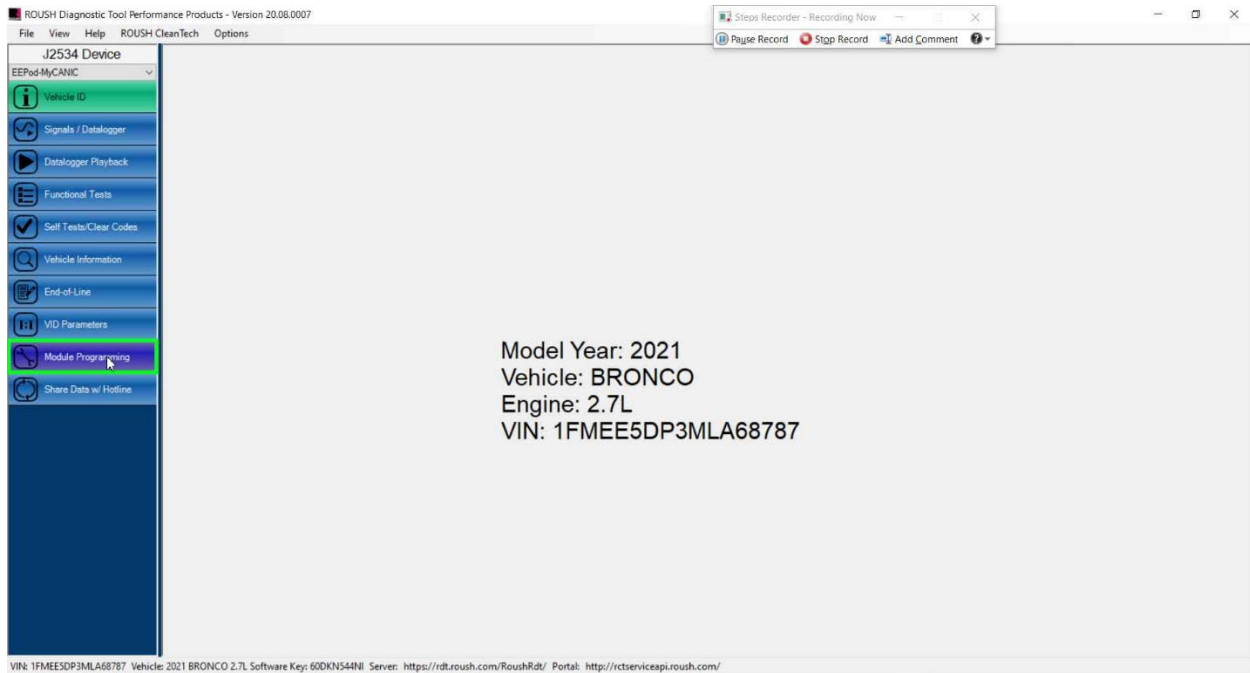 ROUSH Diagnostic Tool Performance Products - Version 20.08.0007
Steps Recorder - Recording Now
File View Help ROUSH CleanTech Options
Pause Record Stop Record Add Comment
J2534 Device
EEPod-MyCANIC
Vehicle ID
Signals / Datalogger
Datalogger Playback
Functional Tests
Self Tests/Clear Codes
Vehicle Information
End-of-Line
1:1 VID Parameters
Module Programming
Share Data w/ Hotline
Model Year: 2021
Vehicle: BRONCO
Engine: 2.7L
VIN: 1FMEE5DP3MLA68787
VIN: 1FMEE5DP3MLA68787 Vehicle: 2021 BRONCO 2.7L Software Key: 60DKN544NI Server: https://rdt.roush.com/RoushRdt/ Portal: http://rctserviceapi.roush.com/